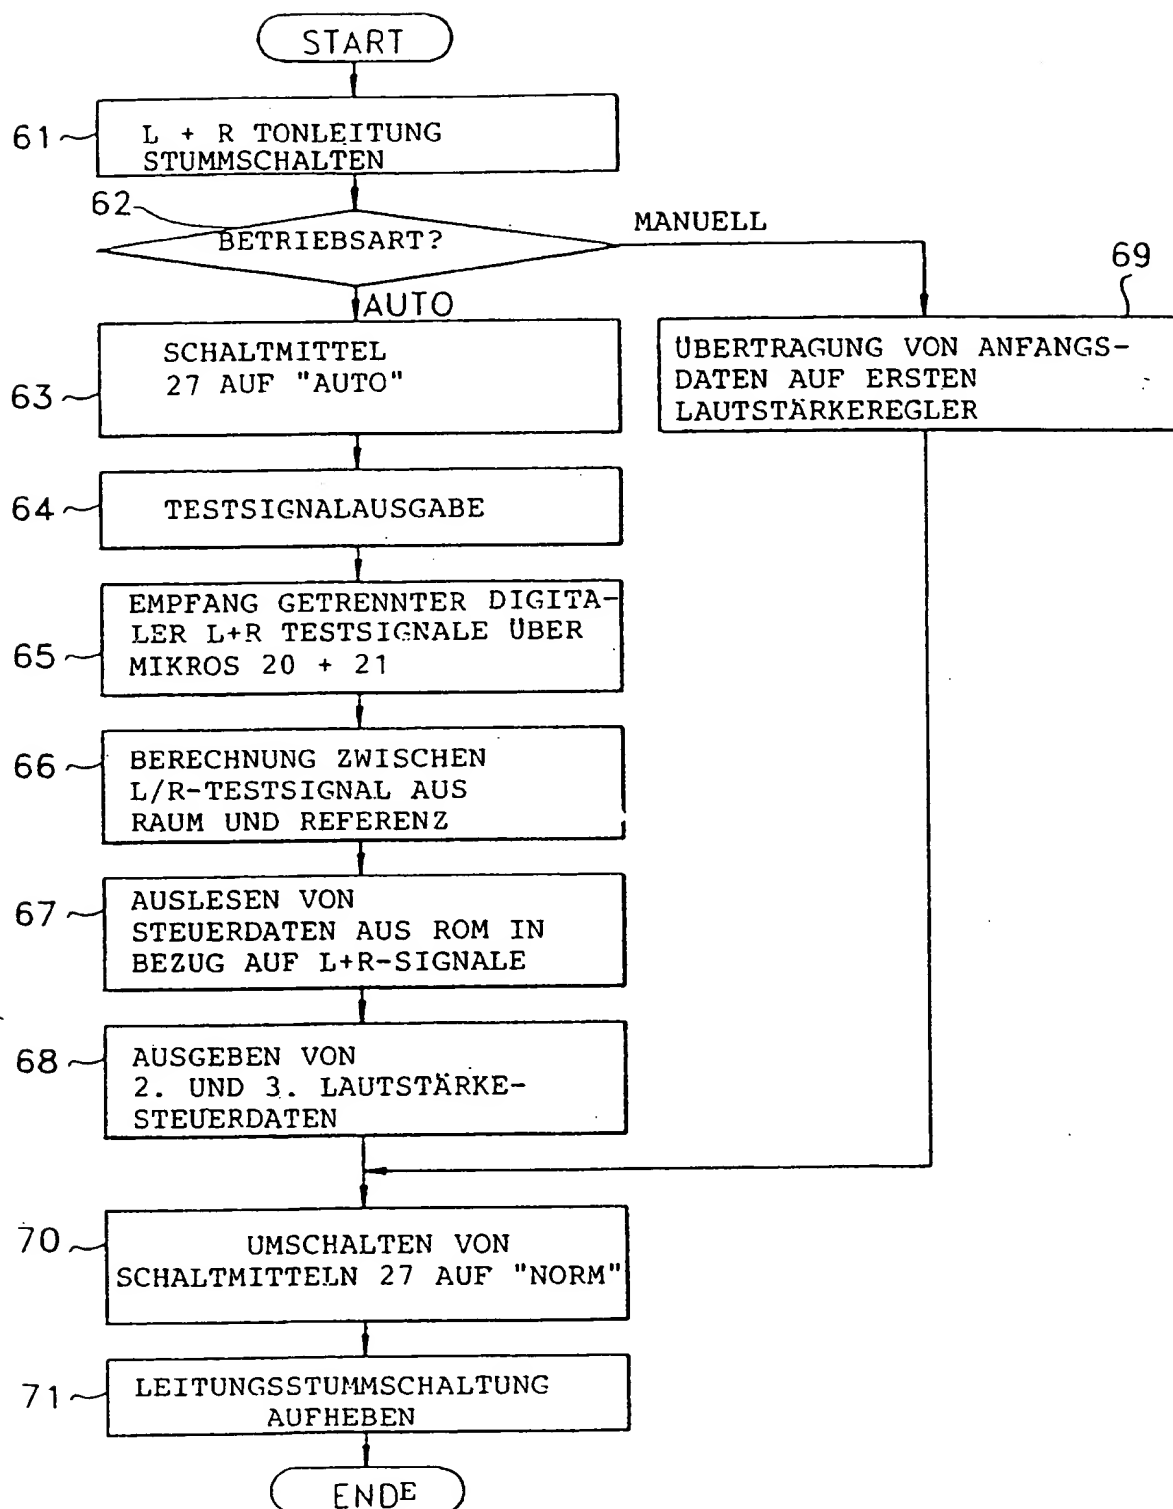 START
61
L + R TONLEITUNG
STUMMSCHALTEN
62
BETRIEBSART?
MANUELL
AUTO
69
ÜBERTRAGUNG VON ANFANGS-
DATEN AUF ERSTEN
LAUTSTÄRKEREGLER
63
SCHALTMITTEL
27 AUF "AUTO"
64
TESTSIGNALAUSGABE
65
EMPFANG GETRENNTER DIGITA-
LER L+R TESTSIGNALE ÜBER
MIKROS 20 + 21
66
BERECHNUNG ZWISCHEN
L/R-TESTSIGNAL AUS
RAUM UND REFERENZ
67
AUSLESEN VON
STEUERDATEN AUS ROM IN
BEZUG AUF L+R-SIGNALE
68
AUSGEBEN VON
2. UND 3. LAUTSTÄRKE-
STEUERDATEN
70
UMSCHALTEN VON
SCHALTMITTELN 27 AUF "NORM"
71
LEITUNGSSTUMMSCHALTUNG
AUFHEBEN
ENDE